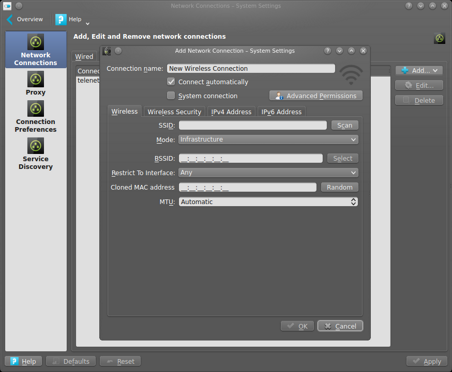 Network Connections – System Settings
Overview
Help
Add, Edit and Remove network connections
Network Connections
Proxy
Connection Preferences
Service Discovery
Wired
Add...
Edit...
Delete
Add Network Connection – System Settings
Connection name: New Wireless Connection
Connect automatically
System connection
Advanced Permissions
Wireless Wireless Security IPv4 Address IPv6 Address
SSID: Scan
Mode: Infrastructure
BSSID: Select
Restrict To Interface: Any
Cloned MAC address Random
MTU: Automatic
OK Cancel
Help Defaults Reset Apply